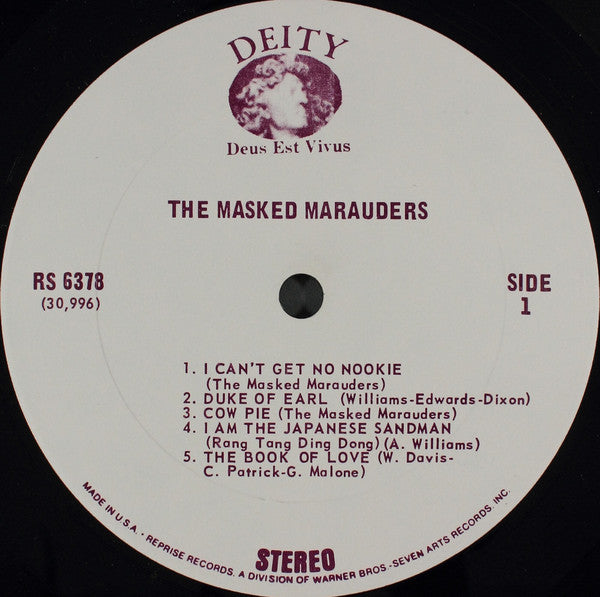 DEITY
Deus Est Vivus
THE MASKED MARAUDERS
RS 6378
(30,996)
SIDE
1
1. I CAN'T GET NO NOOKIE
(The Masked Marauders)
2. DUKE OF EARL (Williams-Edwards-Dixon)
3. COW PIE (The Masked Marauders)
4. I AM THE JAPANESE SANDMAN
(Rang Tang Ding Dong) (A. Williams)
5. THE BOOK OF LOVE (W. Davis-
C. Patrick-G. Malone)
STEREO
MADE IN U.S.A. • REPRISE RECORDS, A DIVISION OF WARNER BROS.-SEVEN ARTS RECORDS, INC.